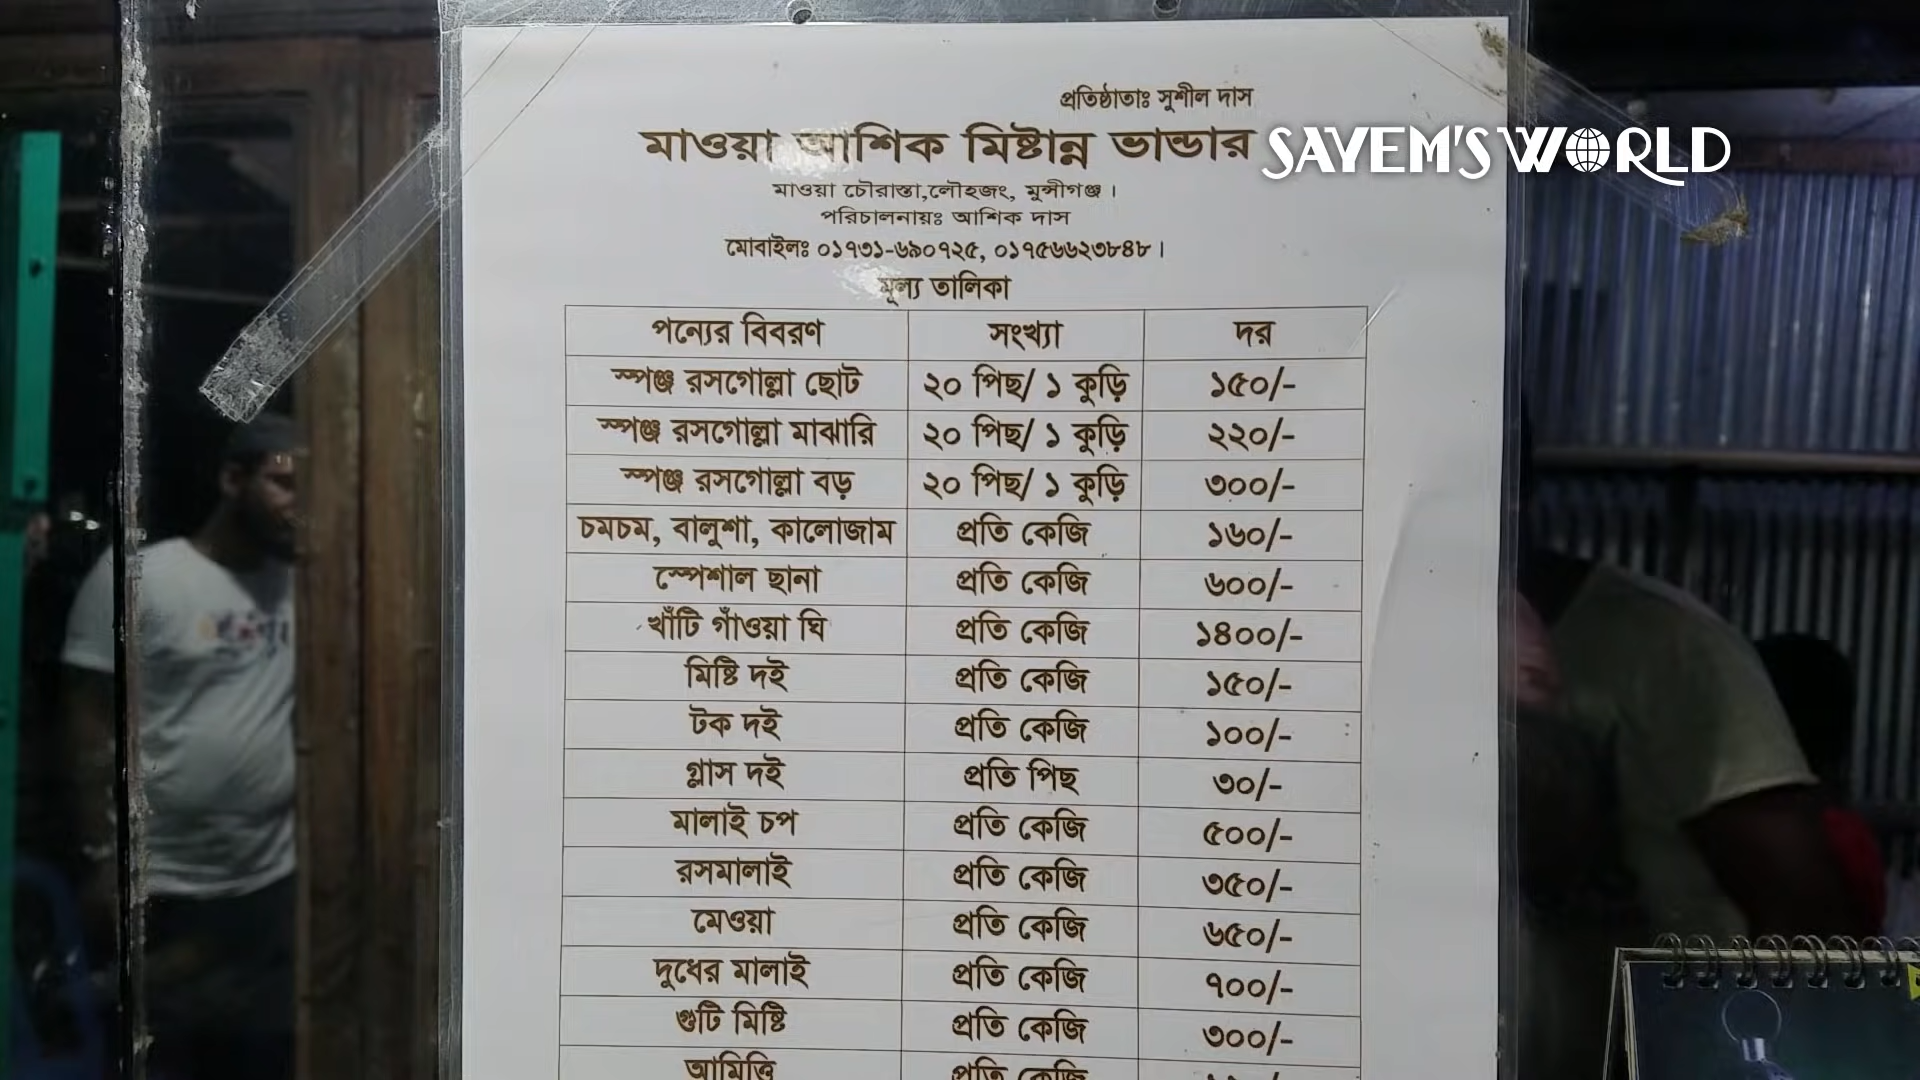 প্রতিষ্ঠাতাঃ সুশীল দাস
মাওয়া আশিক মিষ্টান্ন ভান্ডার
SAYEM'S WORLD
মাওয়া চৌরাস্তা,লৌহজং, মুন্সীগঞ্জ।
পরিচালনায়ঃ আশিক দাস
মোবাইলঃ ০১৭৩১-৬৯০৭২৫, ০১৭৫৬৬২৩৮৪৮।
মূল্য তালিকা
পন্যের বিবরণ সংখ্যা দর
স্পঞ্জ রসগোল্লা ছোট ২০ পিছ/ ১ কুড়ি ১৫০/-
স্পঞ্জ রসগোল্লা মাঝারি ২০ পিছ/ ১ কুড়ি ২২০/-
স্পঞ্জ রসগোল্লা বড় ২০ পিছ/ ১ কুড়ি ৩০০/-
চমচম, বালুশা, কালোজাম প্রতি কেজি ১৬০/-
স্পেশাল ছানা প্রতি কেজি ৬০০/-
খাঁটি গাঁওয়া ঘি প্রতি কেজি ১৪০০/-
মিষ্টি দই প্রতি কেজি ১৫০/-
টক দই প্রতি কেজি ১০০/-
গ্লাস দই প্রতি পিছ ৩০/-
মালাই চপ প্রতি কেজি ৫০০/-
রসমালাই প্রতি কেজি ৩৫০/-
মেওয়া প্রতি কেজি ৬৫০/-
দুধের মালাই প্রতি কেজি ৭০০/-
গুটি মিষ্টি প্রতি কেজি ৩০০/-
আমিত্তি প্রতি কেজি